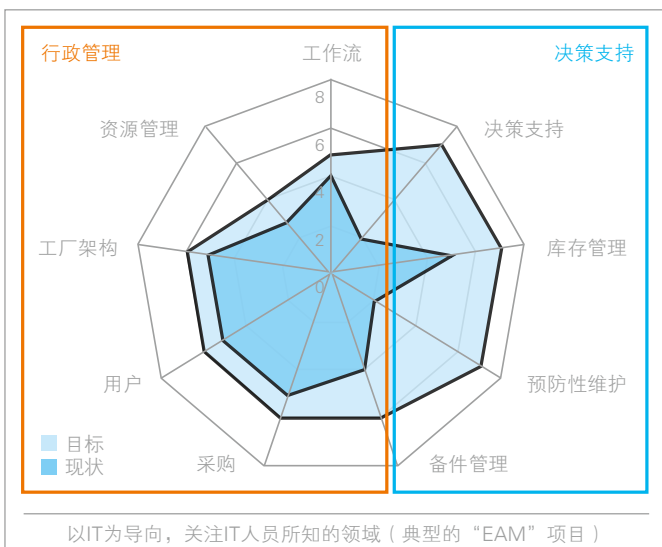 行政管理
工作流
决策支持
8
资源管理
决策支持
6
4
工厂架构
库存管理
2
0
用户
预防性维护
目标
采购
备件管理
现状
以IT为导向，关注IT人员所知的领域（典型的“EAM”项目）